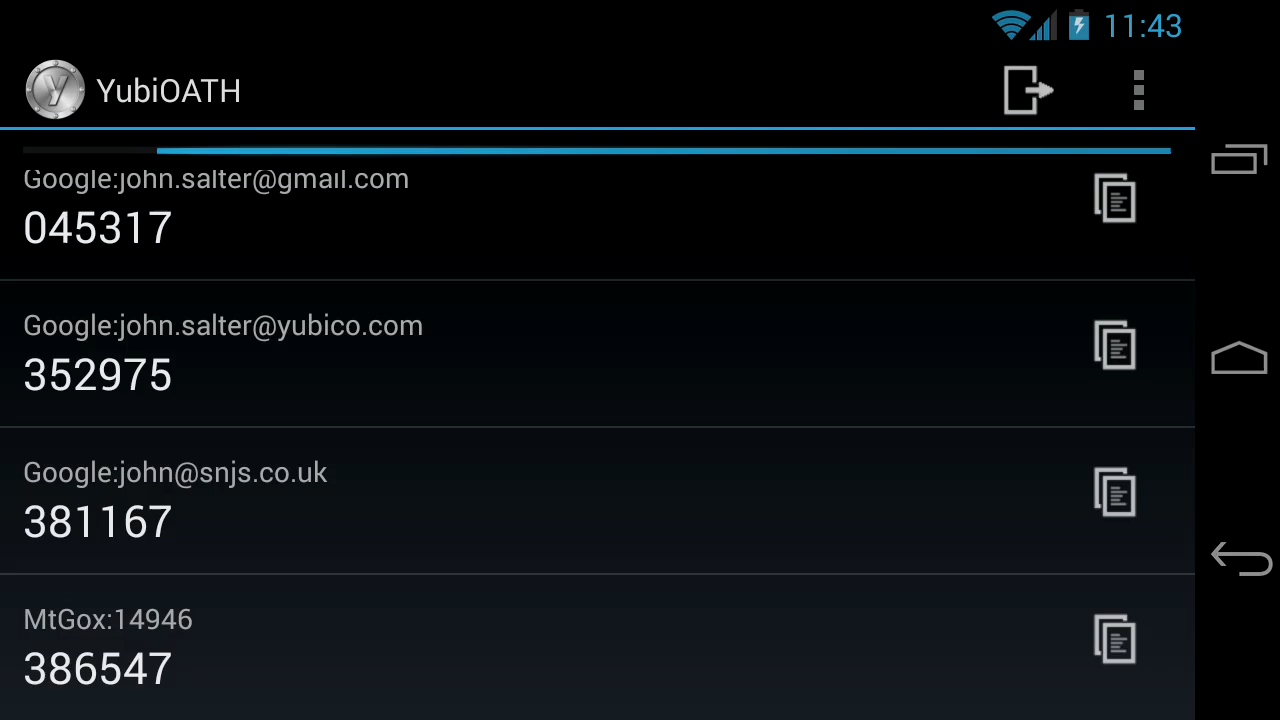 11:43
YubiOATH
Google:john.salter@gmail.com
045317
Google:john.salter@yubico.com
352975
Google:john@snjs.co.uk
381167
MtGox:14946
386547